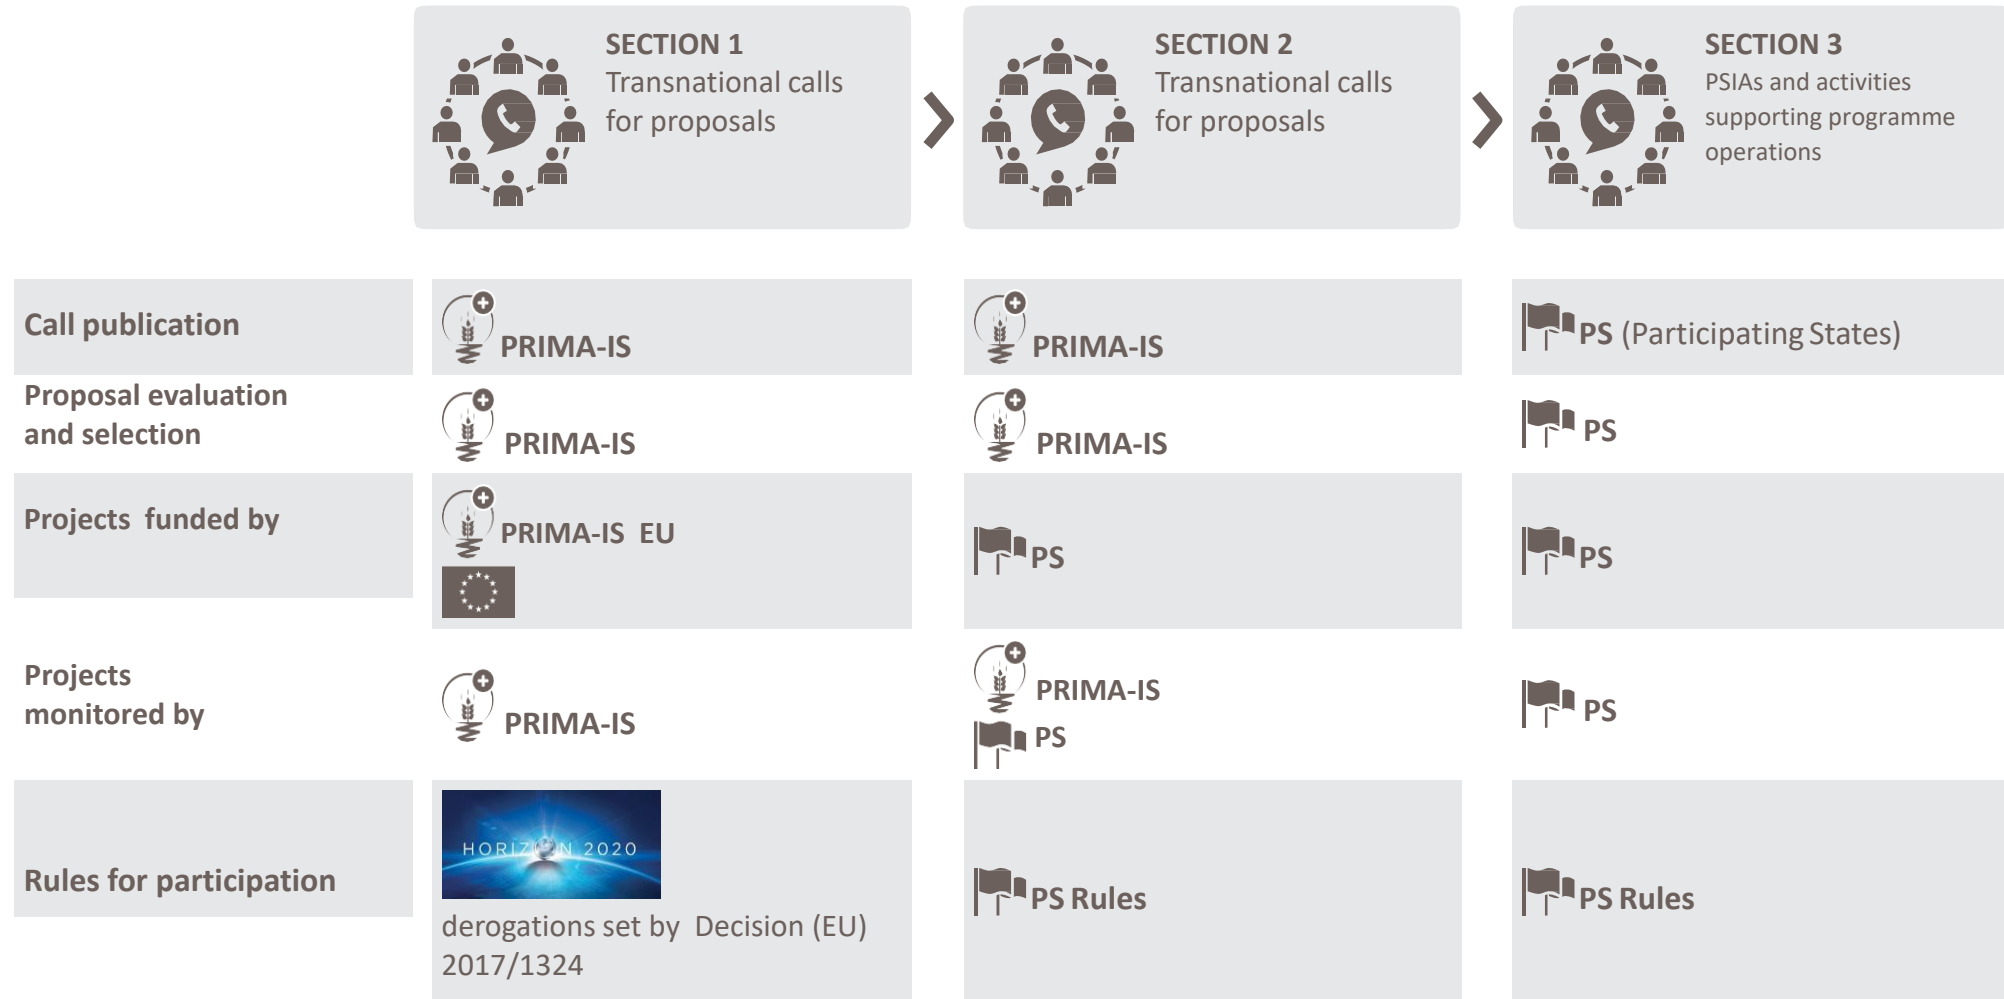 SECTION 1
Transnational calls
for proposals
SECTION 2
Transnational calls
for proposals
SECTION 3
PSIAs and activities
supporting programme
operations
Call publication
PRIMA-IS
PRIMA-IS
PS (Participating States)
Proposal evaluation
and selection
PRIMA-IS
PRIMA-IS
PS
Projects funded by
PRIMA-IS EU
PS
PS
Projects
monitored by
PRIMA-IS
PRIMA-IS
PS
PS
Rules for participation
HORIZON 2020
derogations set by Decision (EU)
2017/1324
PS Rules
PS Rules